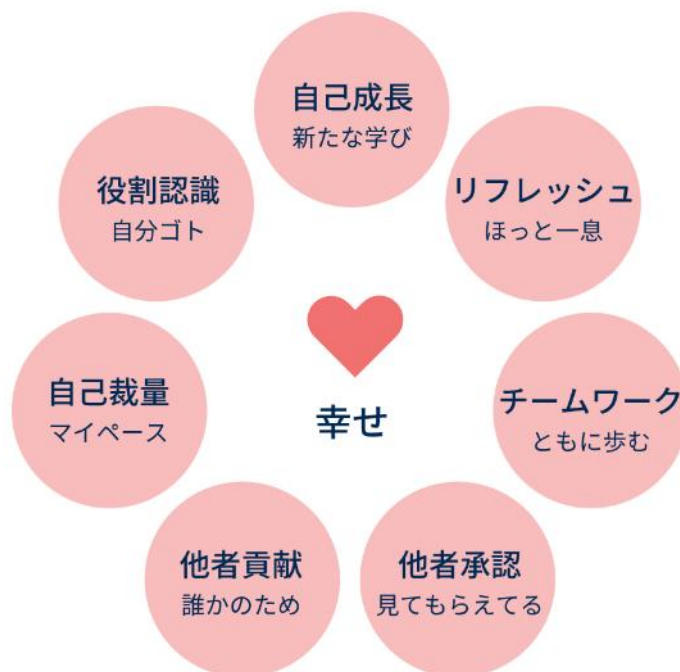 自己成長
新たな学び
リフレッシュ
ほっと一息
チームワーク
ともに歩む
他者承認
見てもらえてる
他者貢献
誰かのため
自己裁量
マイペース
役割認識
自分ゴト
幸せ